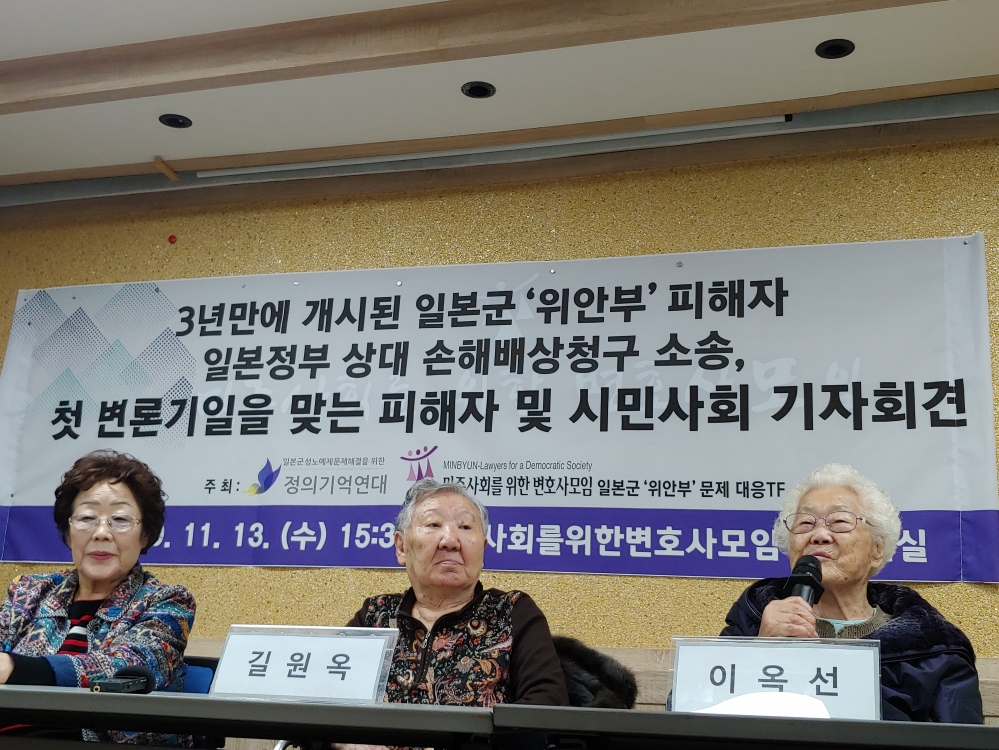 3년만에 개시된 일본군 ‘위안부’ 피해자
일본정부 상대 손해배상청구 소송,
첫 변론기일을 맞는 피해자 및 시민사회 기자회견
주최 :
일본군성노예제문제해결을 위한
정의기억연대
MINBYUN-Lawyers for a Democratic Society
민주사회를 위한 변호사모임 일본군 ‘위안부’ 문제 대응TF
11. 13. (수) 15:3
사회를위한변호사모임
실
길원옥
이옥선